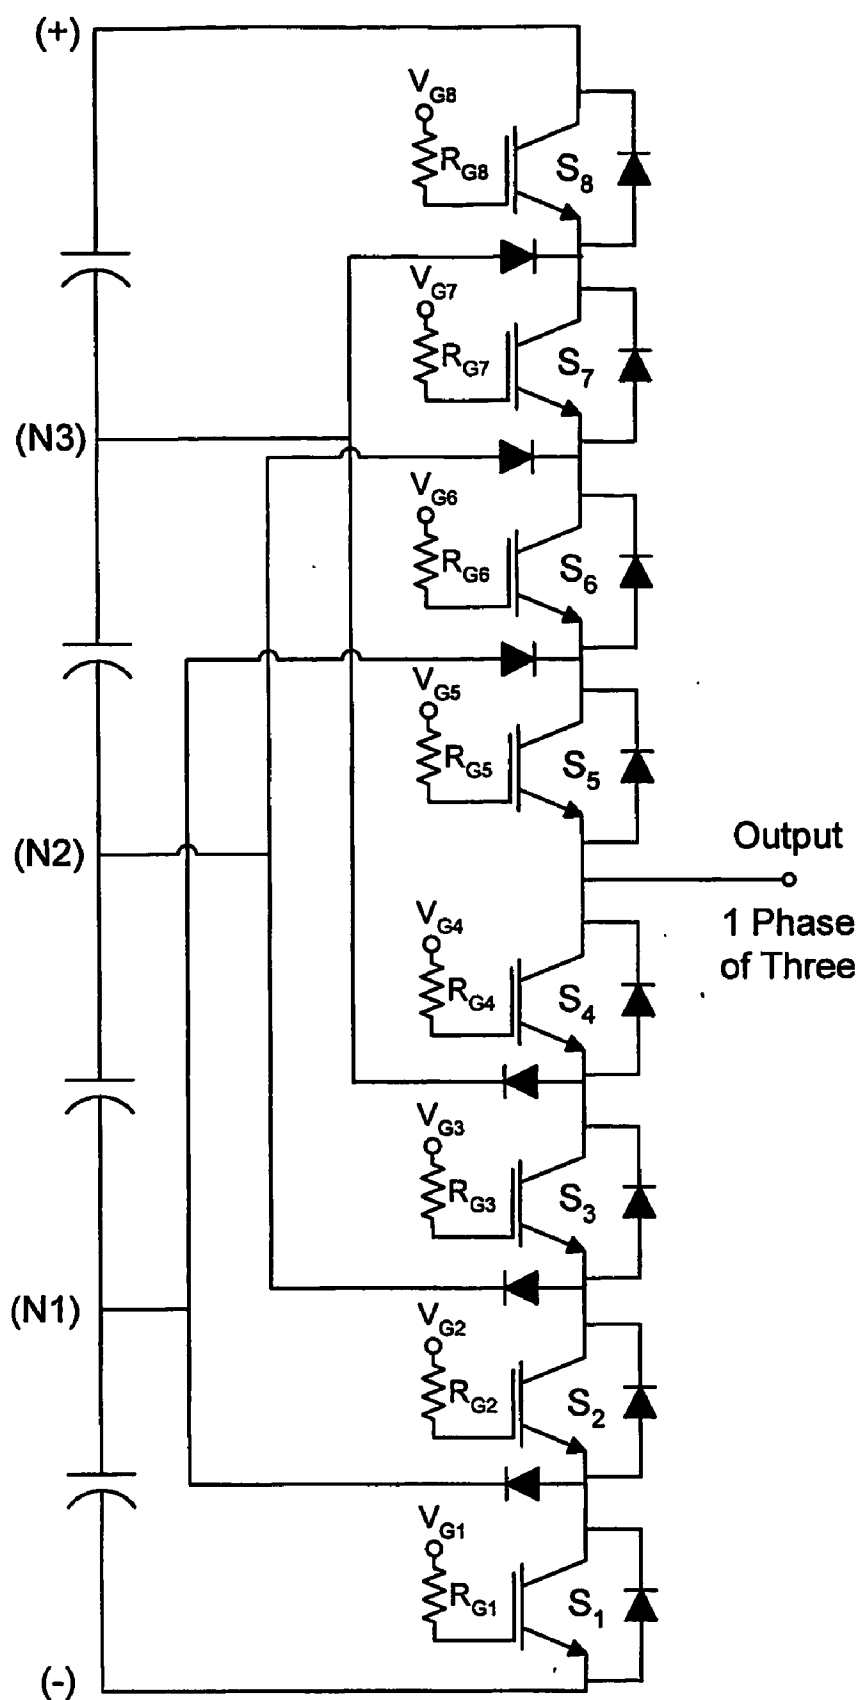 (+)
VG8
RG8
S8
VG7
RG7
S7
(N3)
VG6
RG6
S6
VG5
RG5
S5
Output
(N2)
1 Phase
of Three
VG4
RG4
S4
VG3
RG3
S3
(N1)
VG2
RG2
S2
VG1
RG1
S1
(-)